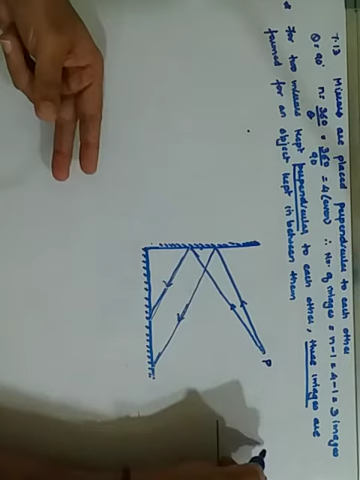 7.13 Mirrors are placed perpendicular to each other
θ = 90° n = 360/θ = 360/90 = 4 (even) ∴ No. of images = n-1 = 4-1 = 3 images
* For two mirrors kept perpendicular to each other, three images are
formed for an object kept in between them
P